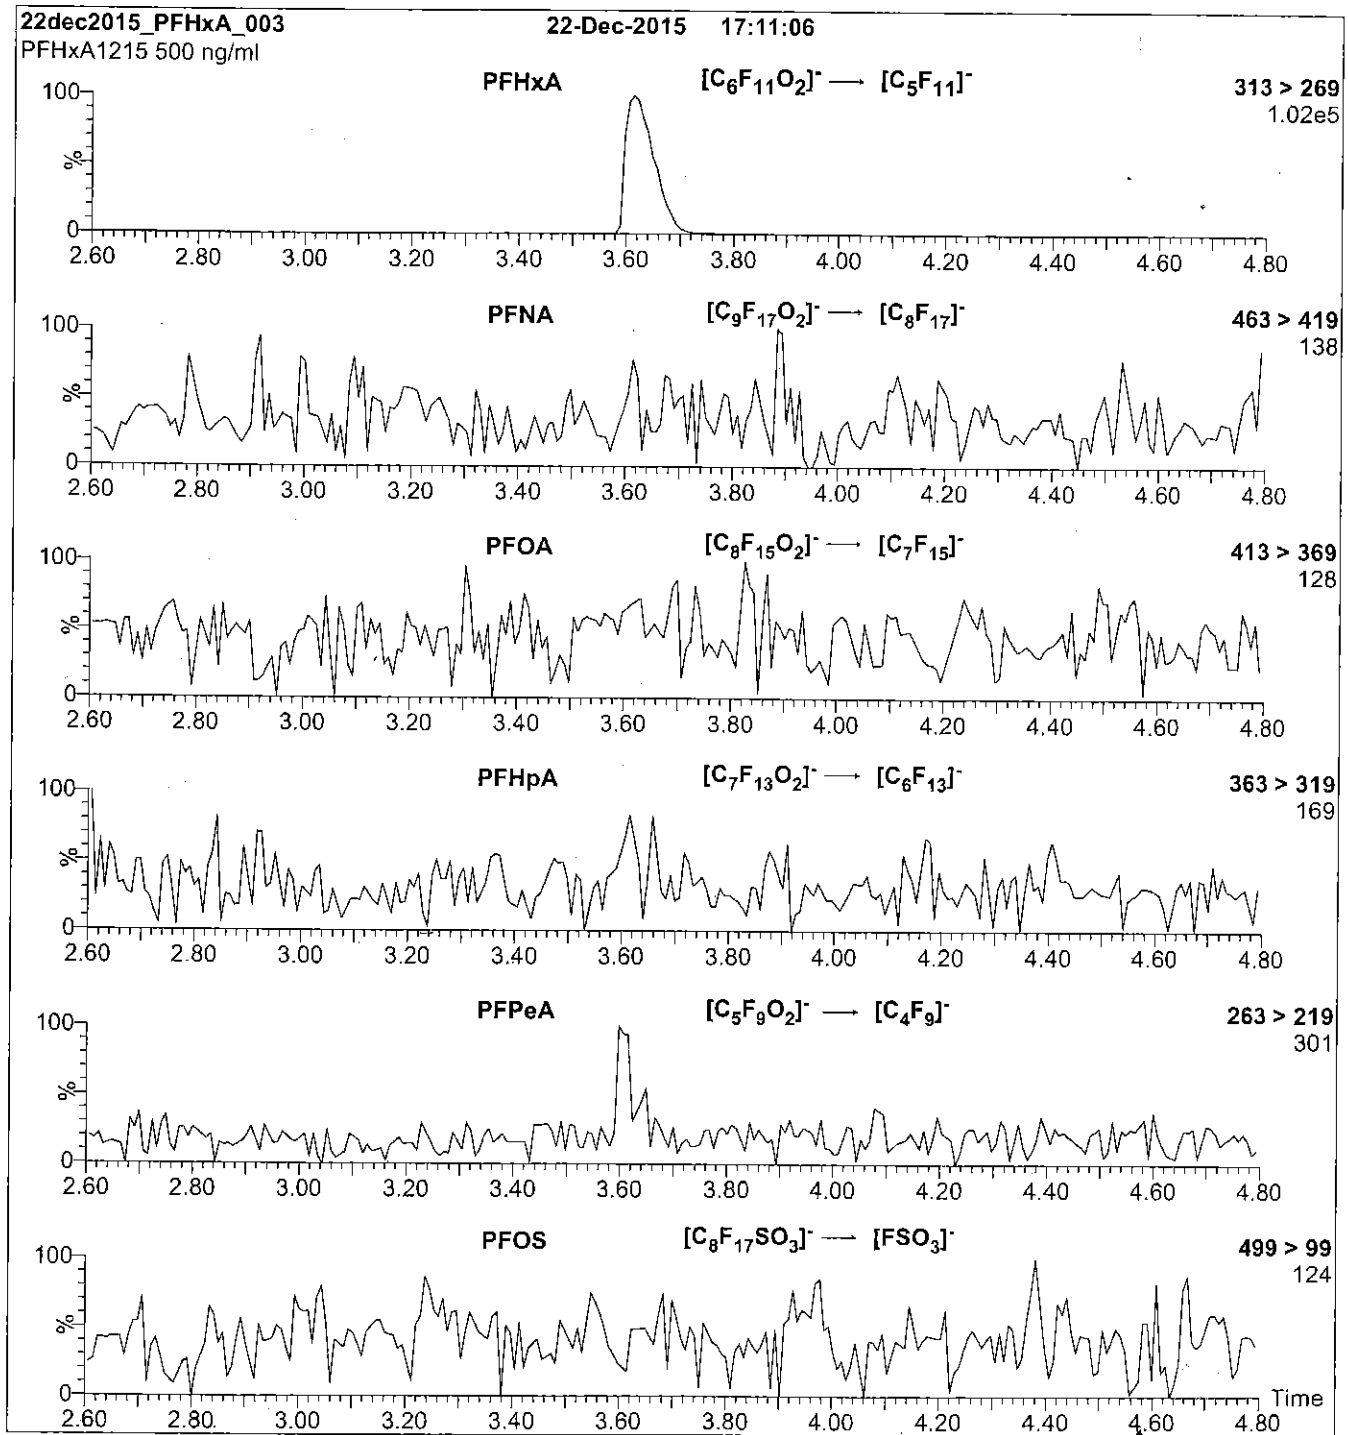 22dec2015_PFHxA_003 22-Dec-2015 17:11:06
PFHxA1215 500 ng/ml
PFHxA [C₆F₁₁O₂]⁻ → [C₅F₁₁]⁻ 313 > 269
1.02e5
100
%
0
2.60 2.80 3.00 3.20 3.40 3.60 3.80 4.00 4.20 4.40 4.60 4.80
PFNA [C₉F₁₇O₂]⁻ → [C₈F₁₇]⁻ 463 > 419
138
100
%
0
2.60 2.80 3.00 3.20 3.40 3.60 3.80 4.00 4.20 4.40 4.60 4.80
PFOA [C₈F₁₅O₂]⁻ → [C₇F₁₅]⁻ 413 > 369
128
100
%
0
2.60 2.80 3.00 3.20 3.40 3.60 3.80 4.00 4.20 4.40 4.60 4.80
PFHpA [C₇F₁₃O₂]⁻ → [C₆F₁₃]⁻ 363 > 319
169
100
%
0
2.60 2.80 3.00 3.20 3.40 3.60 3.80 4.00 4.20 4.40 4.60 4.80
PFPeA [C₅F₉O₂]⁻ → [C₄F₉]⁻ 263 > 219
301
100
%
0
2.60 2.80 3.00 3.20 3.40 3.60 3.80 4.00 4.20 4.40 4.60 4.80
PFOS [C₈F₁₇SO₃]⁻ → [FSO₃]⁻ 499 > 99
124
100
%
0
Time
2.60 2.80 3.00 3.20 3.40 3.60 3.80 4.00 4.20 4.40 4.60 4.80